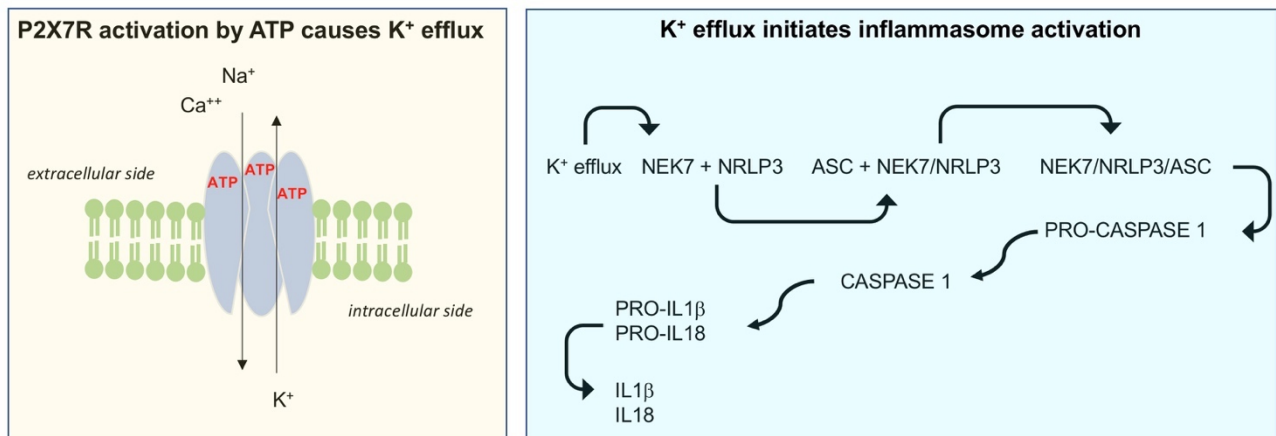 P2X7R activation by ATP causes K⁺ efflux
Na⁺
Ca⁺⁺
extracellular side
ATP
ATP
ATP
intracellular side
K⁺
K⁺ efflux initiates inflammasome activation
K⁺ efflux NEK7 + NRLP3 ASC + NEK7/NRLP3 NEK7/NRLP3/ASC
PRO-CASPASE 1
CASPASE 1
PRO-IL1β
PRO-IL18
IL1β
IL18